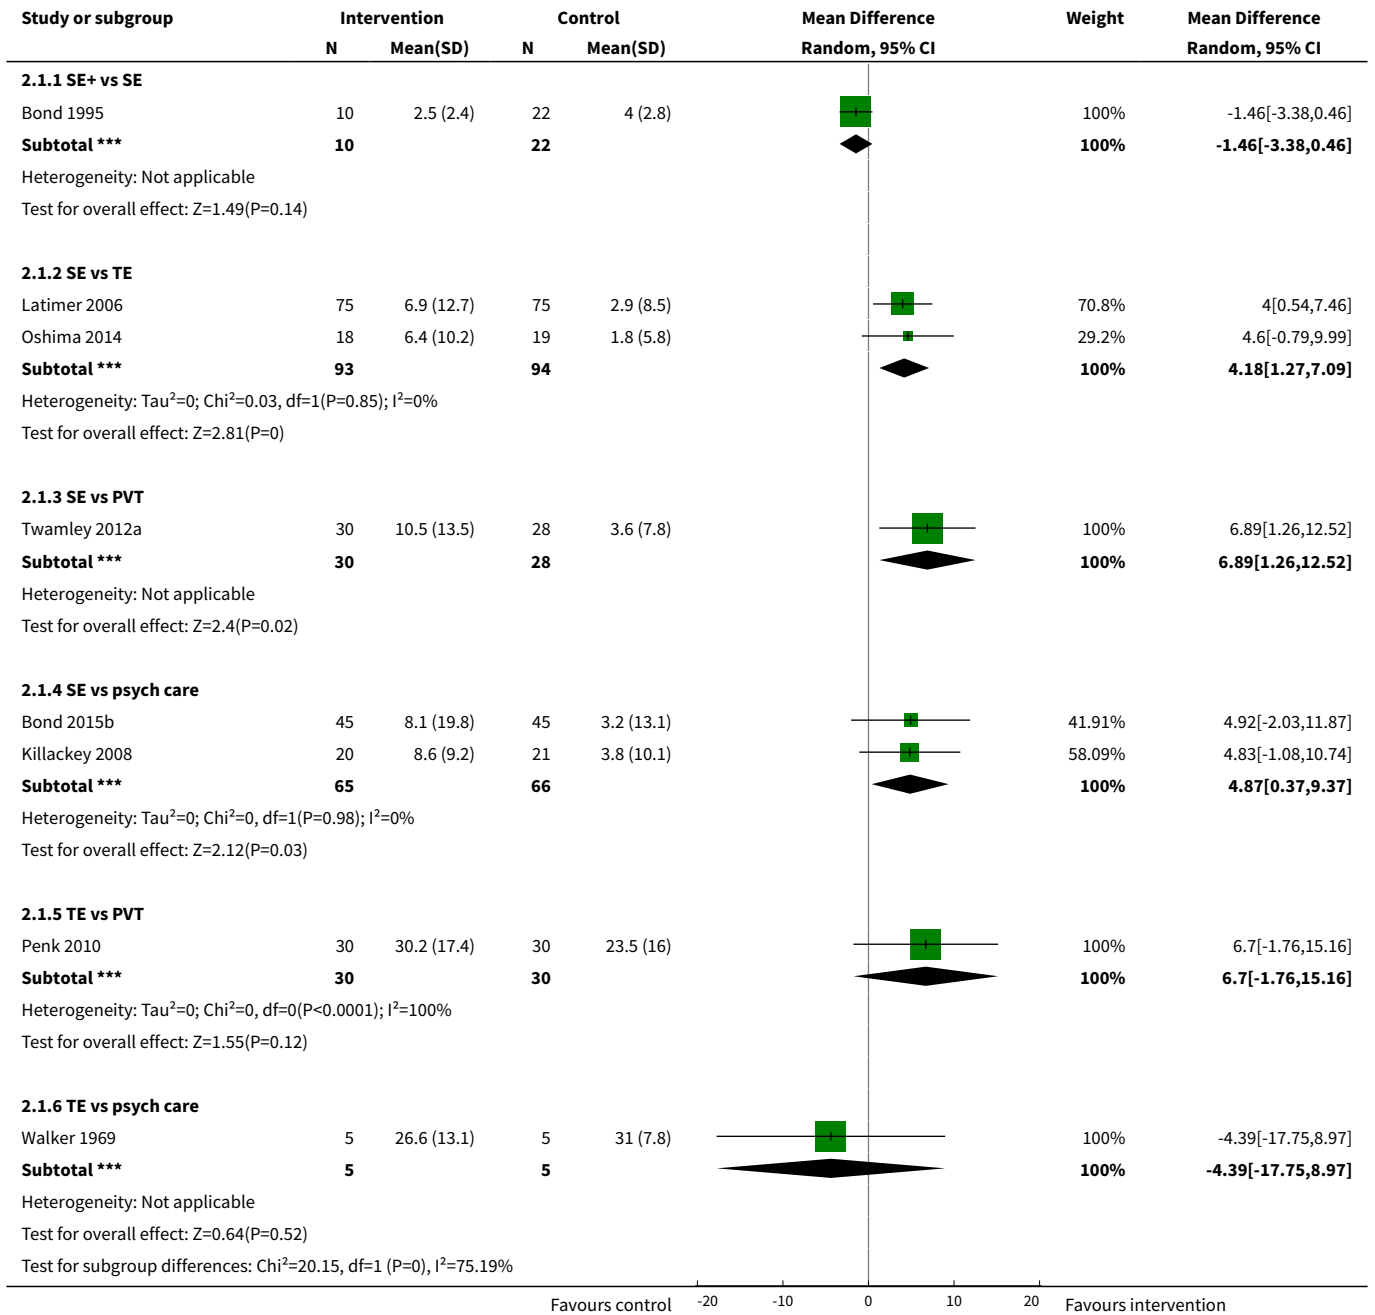 Study or subgroup Intervention Control Mean Difference Weight Mean Difference
N Mean(SD) N Mean(SD) Random, 95% CI Random, 95% CI
2.1.1 SE+ vs SE
Bond 1995 10 2.5 (2.4) 22 4 (2.8) 100% -1.46[-3.38,0.46]
Subtotal *** 10 22 100% -1.46[-3.38,0.46]
Heterogeneity: Not applicable
Test for overall effect: Z=1.49(P=0.14)
2.1.2 SE vs TE
Latimer 2006 75 6.9 (12.7) 75 2.9 (8.5) 70.8% 4[0.54,7.46]
Oshima 2014 18 6.4 (10.2) 19 1.8 (5.8) 29.2% 4.6[-0.79,9.99]
Subtotal *** 93 94 100% 4.18[1.27,7.09]
Heterogeneity: Tau²=0; Chi²=0.03, df=1(P=0.85); I²=0%
Test for overall effect: Z=2.81(P=0)
2.1.3 SE vs PVT
Twamley 2012a 30 10.5 (13.5) 28 3.6 (7.8) 100% 6.89[1.26,12.52]
Subtotal *** 30 28 100% 6.89[1.26,12.52]
Heterogeneity: Not applicable
Test for overall effect: Z=2.4(P=0.02)
2.1.4 SE vs psych care
Bond 2015b 45 8.1 (19.8) 45 3.2 (13.1) 41.91% 4.92[-2.03,11.87]
Killackey 2008 20 8.6 (9.2) 21 3.8 (10.1) 58.09% 4.83[-1.08,10.74]
Subtotal *** 65 66 100% 4.87[0.37,9.37]
Heterogeneity: Tau²=0; Chi²=0, df=1(P=0.98); I²=0%
Test for overall effect: Z=2.12(P=0.03)
2.1.5 TE vs PVT
Penk 2010 30 30.2 (17.4) 30 23.5 (16) 100% 6.7[-1.76,15.16]
Subtotal *** 30 30 100% 6.7[-1.76,15.16]
Heterogeneity: Tau²=0; Chi²=0, df=0(P<0.0001); I²=100%
Test for overall effect: Z=1.55(P=0.12)
2.1.6 TE vs psych care
Walker 1969 5 26.6 (13.1) 5 31 (7.8) 100% -4.39[-17.75,8.97]
Subtotal *** 5 5 100% -4.39[-17.75,8.97]
Heterogeneity: Not applicable
Test for overall effect: Z=0.64(P=0.52)
Test for subgroup differences: Chi²=20.15, df=1 (P=0), I²=75.19%
Favours control -20 -10 0 10 20 Favours intervention